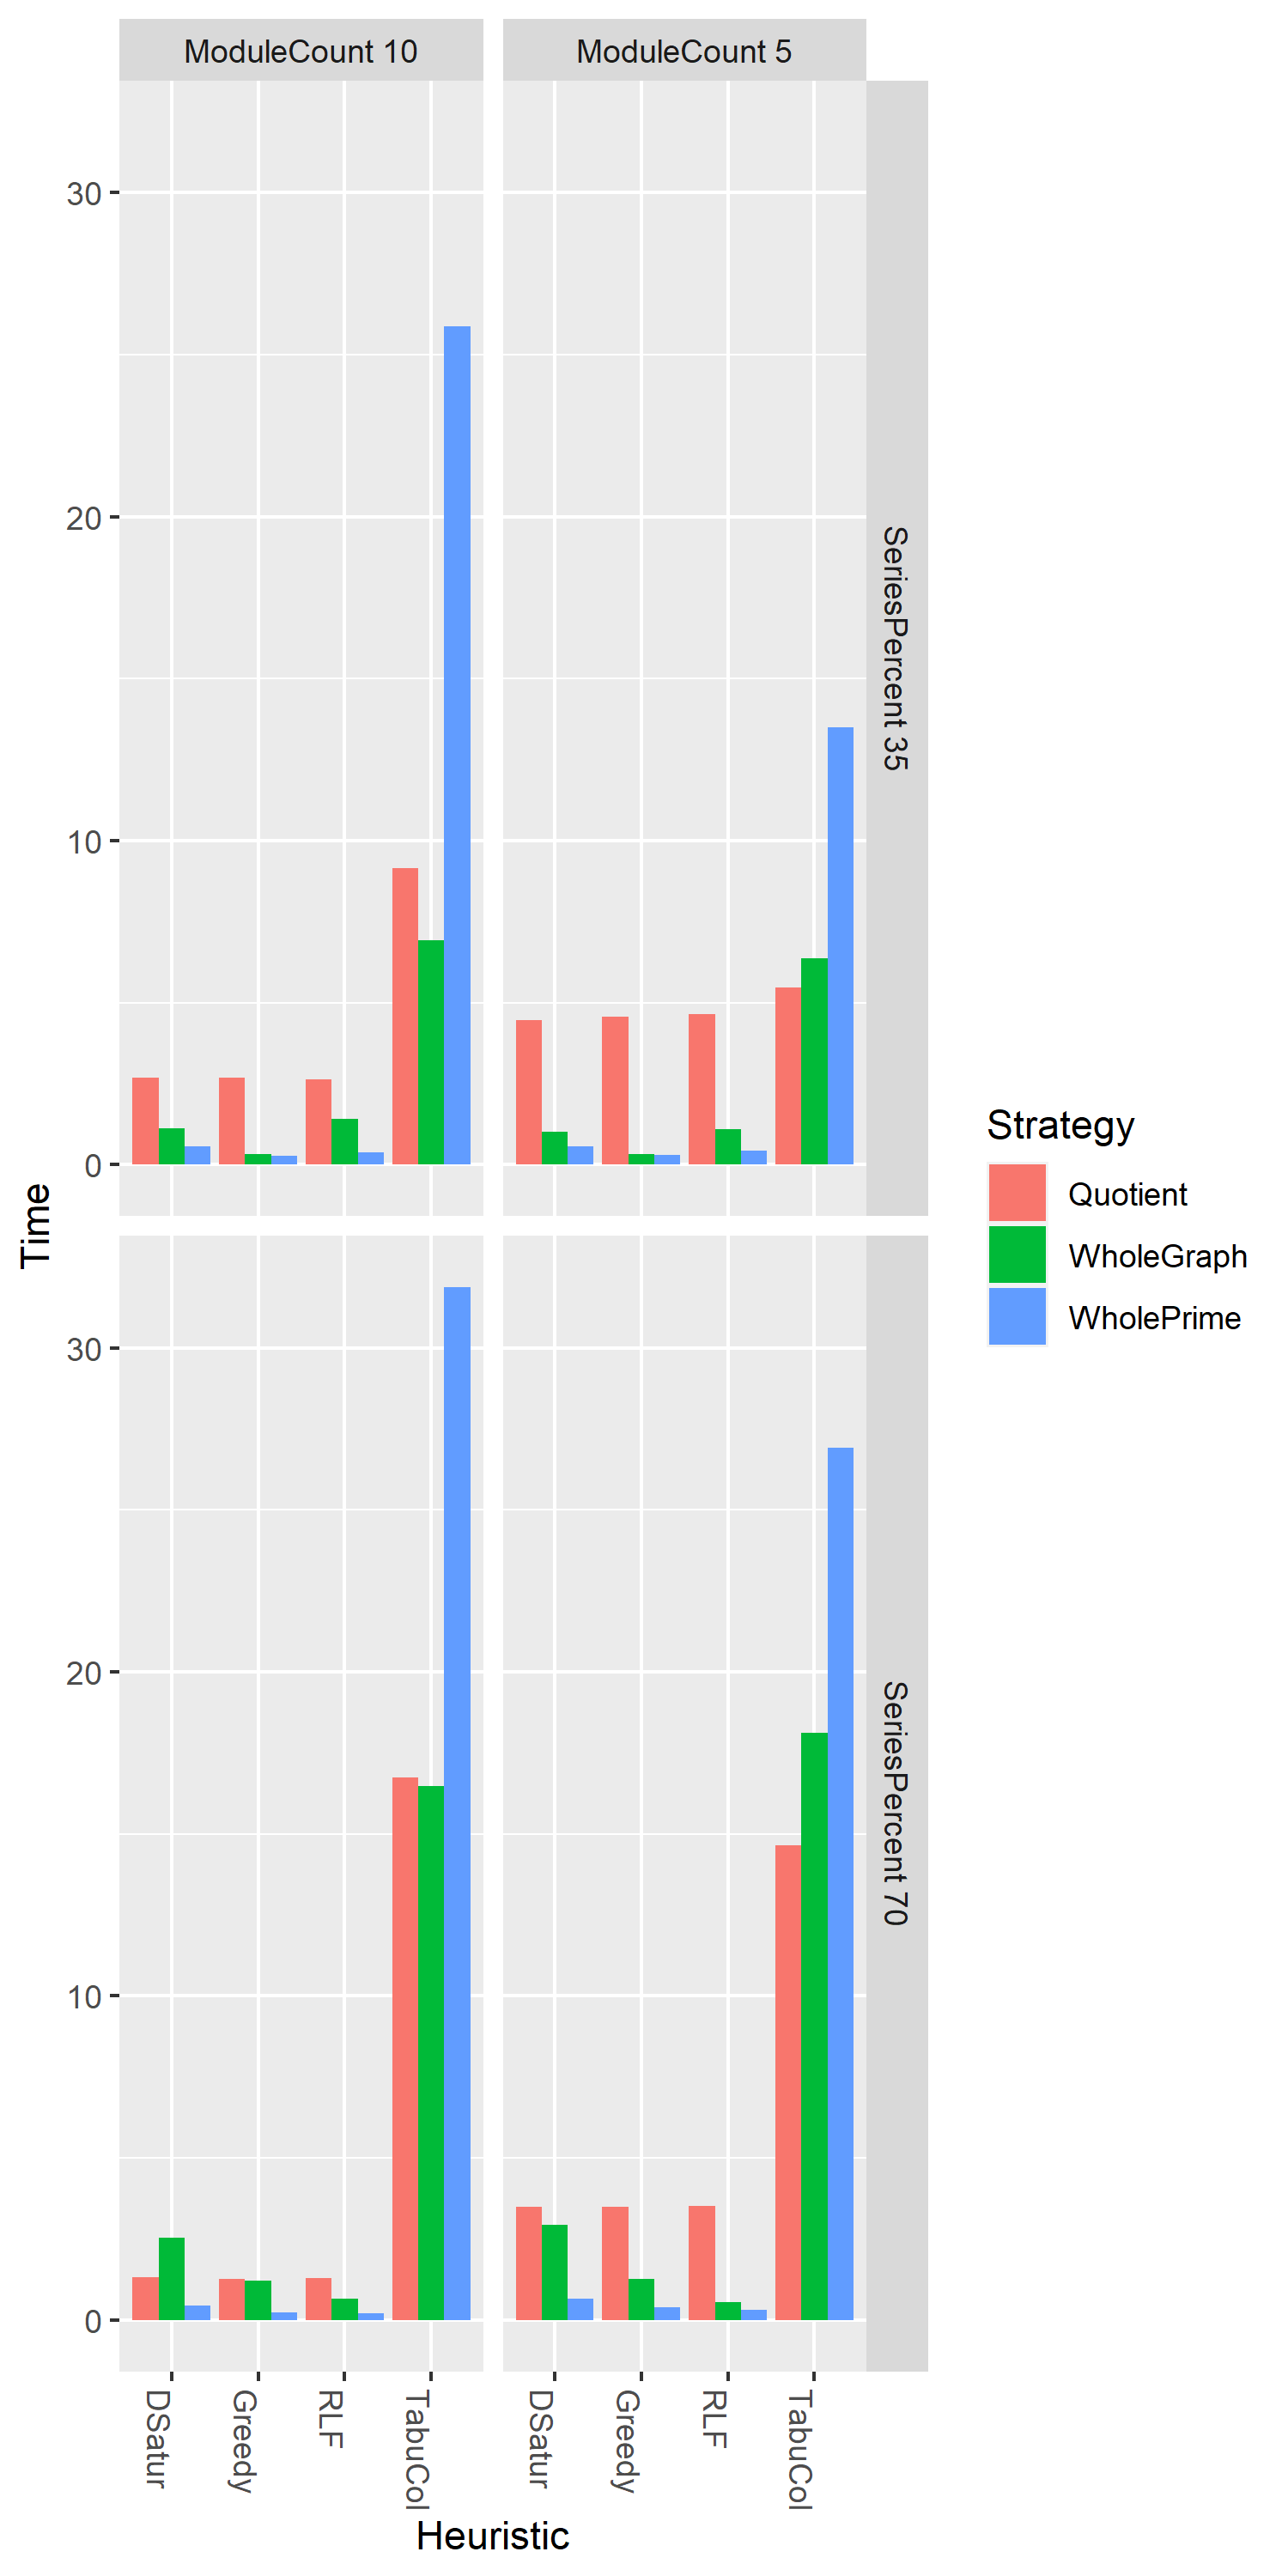 ModuleCount 10
ModuleCount 5
30
20
10
0
SeriesPercent 35
Time
30
20
10
0
SeriesPercent 70
DSatur
Greedy
RLF
TabuCol
DSatur
Greedy
RLF
TabuCol
Heuristic
Strategy
Quotient
WholeGraph
WholePrime